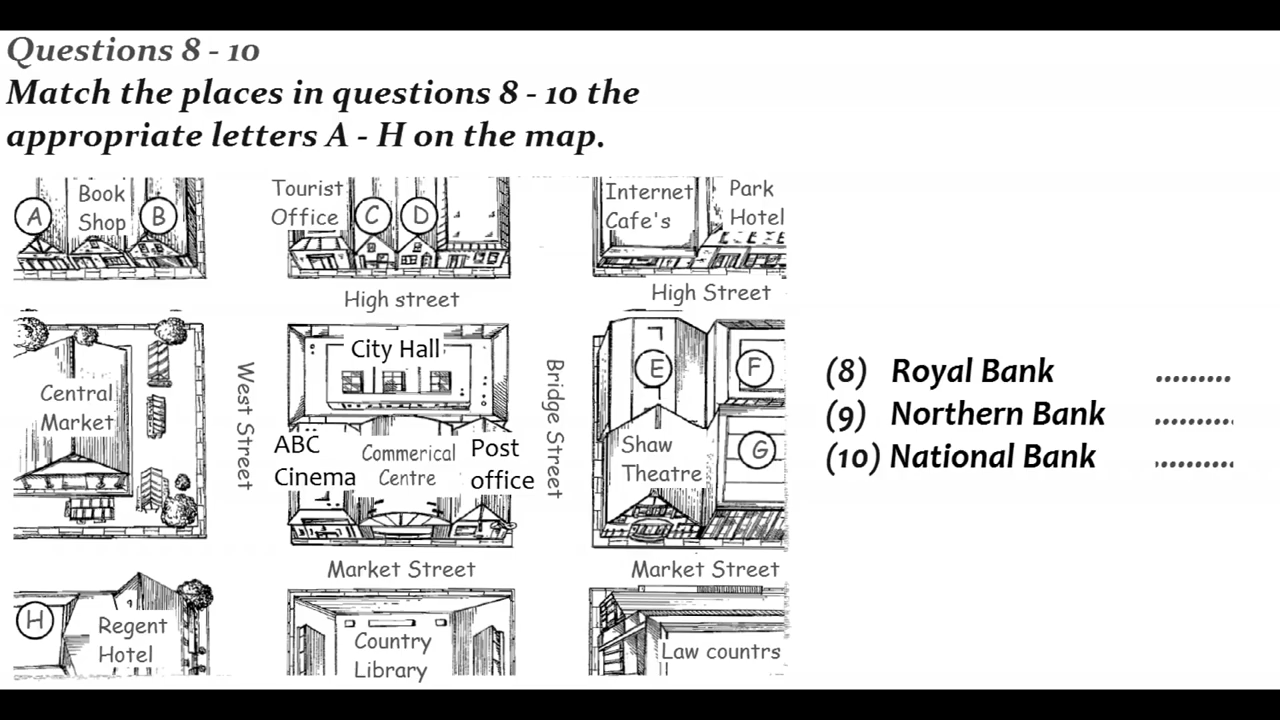 Questions 8 - 10
Match the places in questions 8 - 10 the
appropriate letters A - H on the map.
A
Book
Shop
B
Tourist
Office
C
D
Internet
Cafe's
Park
Hotel
High street
High Street
Central
Market
West Street
City Hall
ABC
Cinema
Commerical
Centre
Post
office
Bridge Street
E
F
Shaw
Theatre
G
Market Street
Market Street
H
Regent
Hotel
Country
Library
Law countrs
(8) Royal Bank ..........
(9) Northern Bank ..........
(10) National Bank ..........